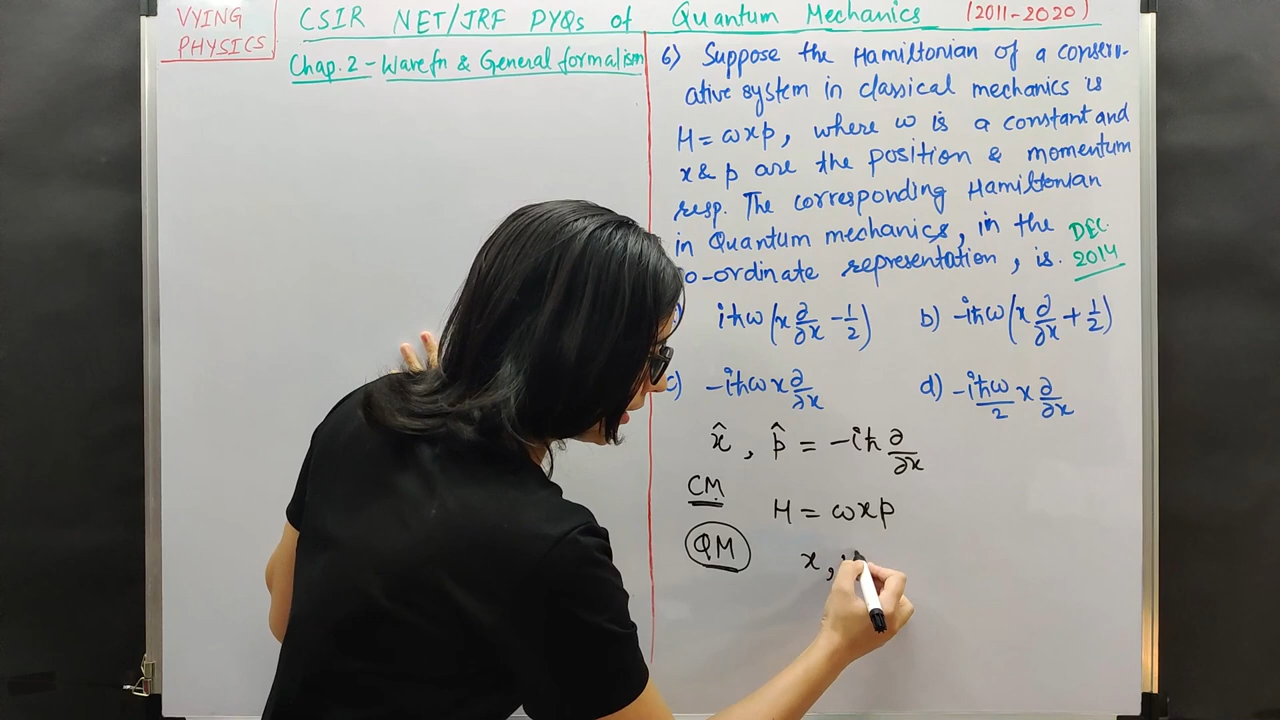 VYING
PHYSICS
CSIR NET/JRF PYQs of Quantum Mechanics (2011-2020)
Chap. 2 - Wavefn & General formalism
6) Suppose the Hamiltonian of a conserv-
ative system in classical mechanics is
H = ωxp, where ω is a constant and
x & p are the position & momentum
resp. The corresponding Hamiltonian
in Quantum mechanics, in the
o-ordinate representation, is.
DEC.
2014
) iħω(x ∂/∂x - 1/2) b) -iħω(x ∂/∂x + 1/2)
c) -iħω x ∂/∂x d) -iħω/2 x ∂/∂x
x̂, p̂ = -iħ ∂/∂x
CM H = ωxp
QM x,